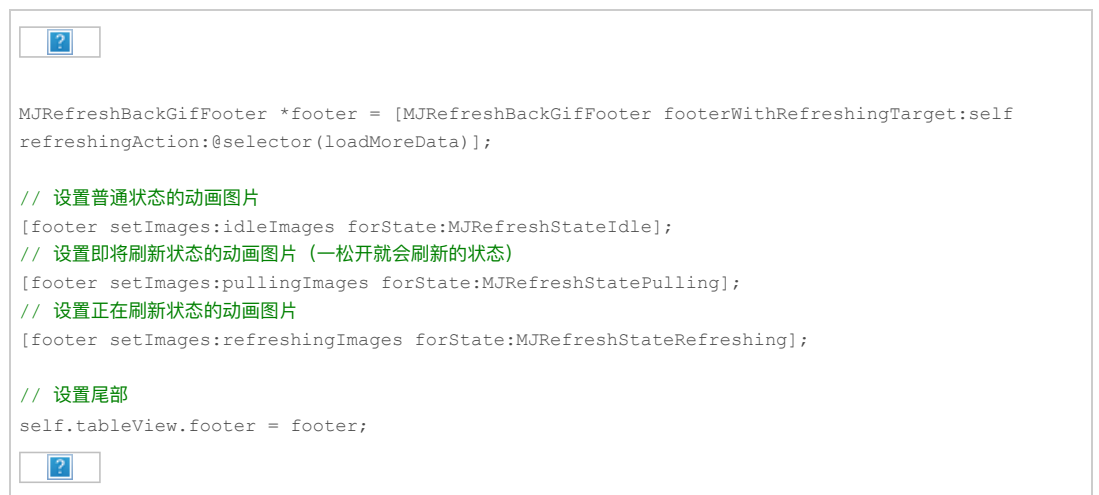 MJRefreshBackGifFooter *footer = [MJRefreshBackGifFooter footerWithRefreshingTarget:self
refreshingAction:@selector(loadMoreData)];
// 设置普通状态的动画图片
[footer setImages:idleImages forState:MJRefreshStateIdle];
// 设置即将刷新状态的动画图片（一松开就会刷新的状态）
[footer setImages:pullingImages forState:MJRefreshStatePulling];
// 设置正在刷新状态的动画图片
[footer setImages:refreshingImages forState:MJRefreshStateRefreshing];
// 设置尾部
self.tableView.footer = footer;